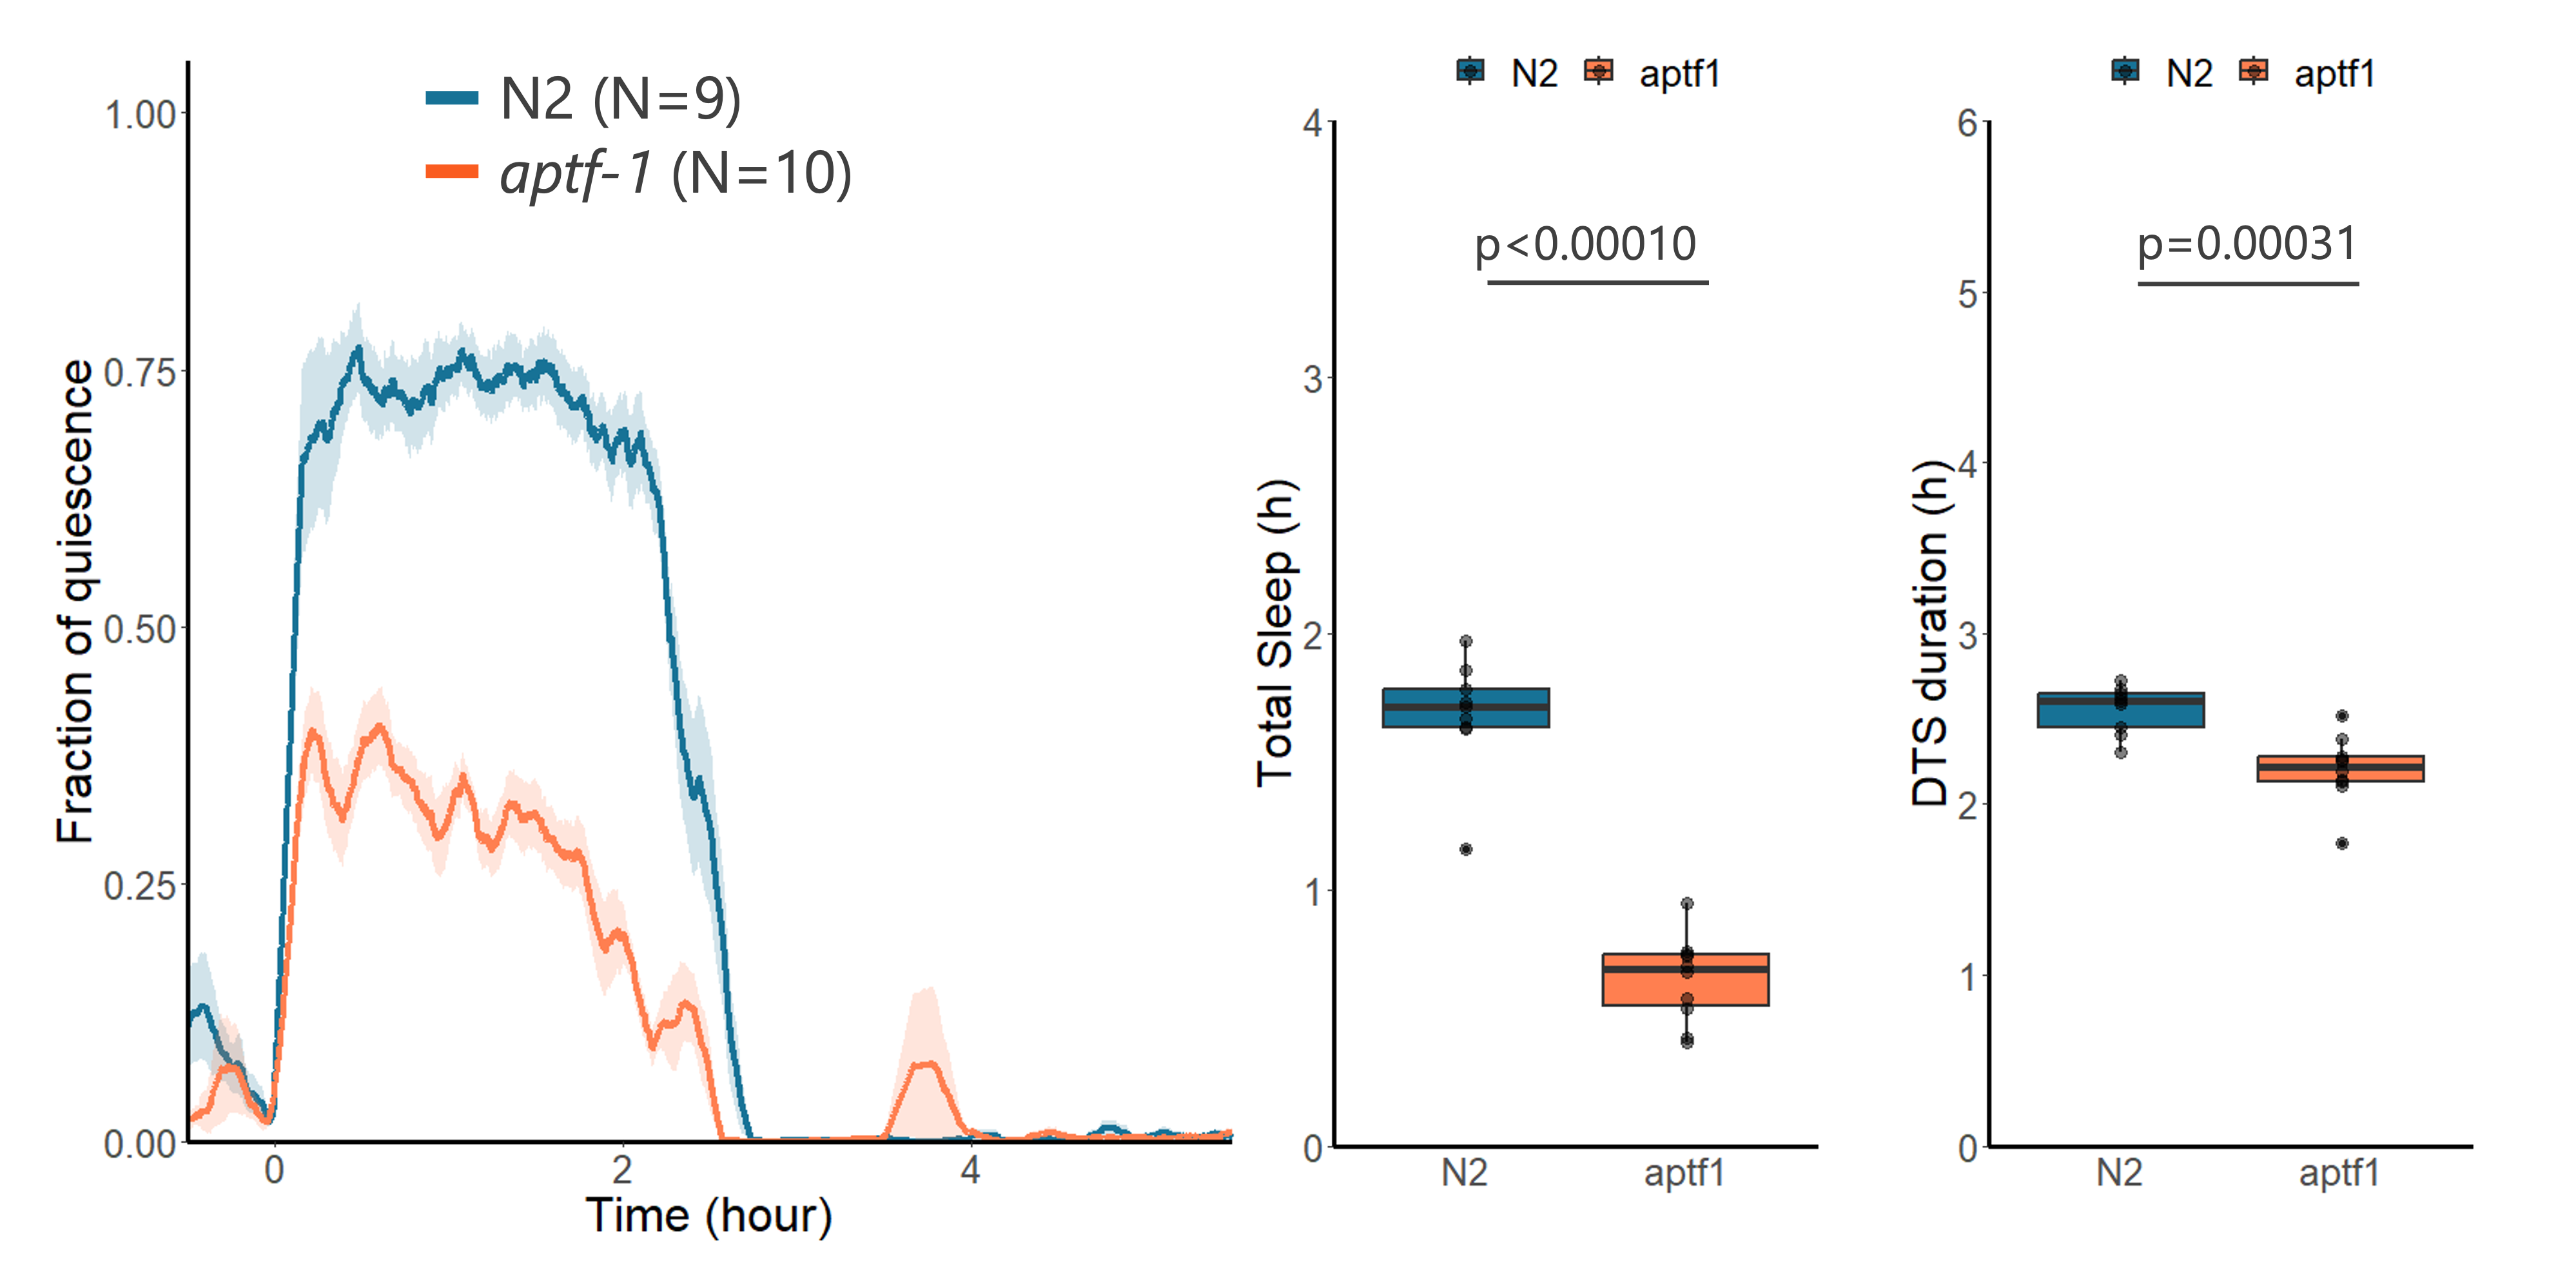 N2 (N=9)
aptf-1 (N=10)
1.00
0.75
0.50
0.25
0.00
Fraction of quiescence
0 2 4
Time (hour)
N2 aptf1
p<0.00010
4
3
2
1
0
Total Sleep (h)
N2 aptf1
N2 aptf1
p=0.00031
6
5
4
3
2
1
0
DTS duration (h)
N2 aptf1